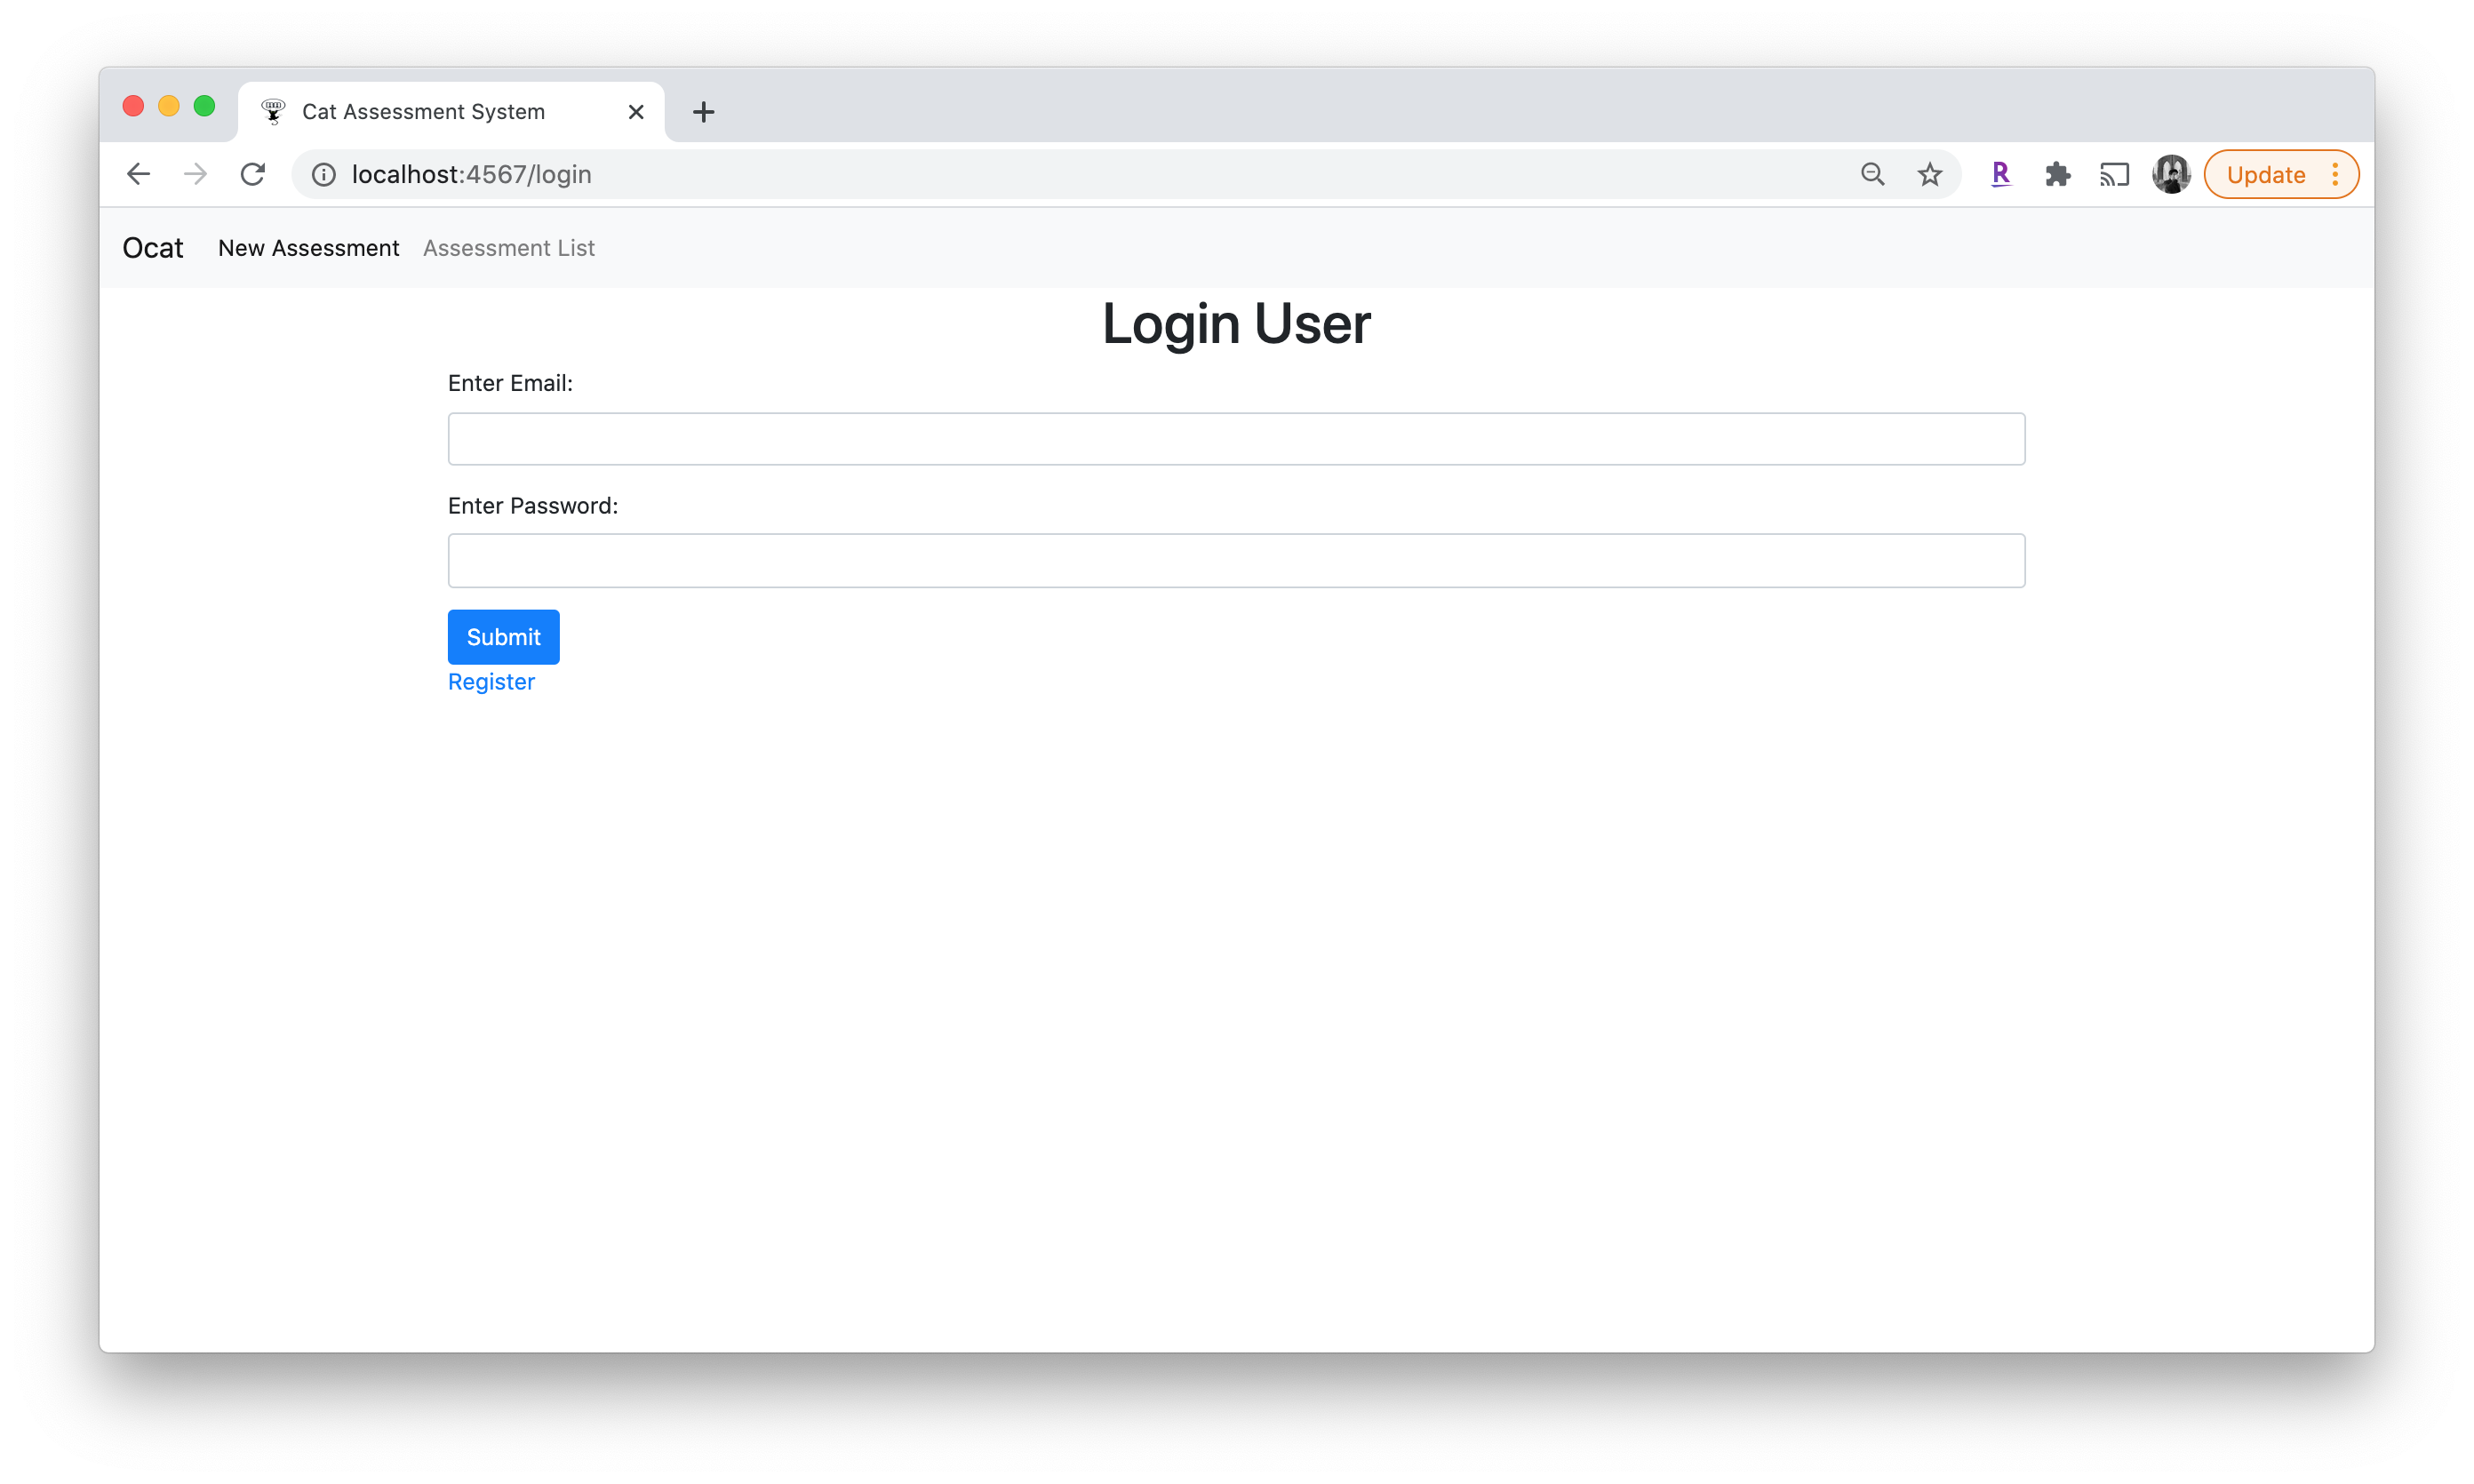 Cat Assessment System
localhost:4567/login
R
Update
Ocat New Assessment Assessment List
Login User
Enter Email:
Enter Password:
Submit
Register